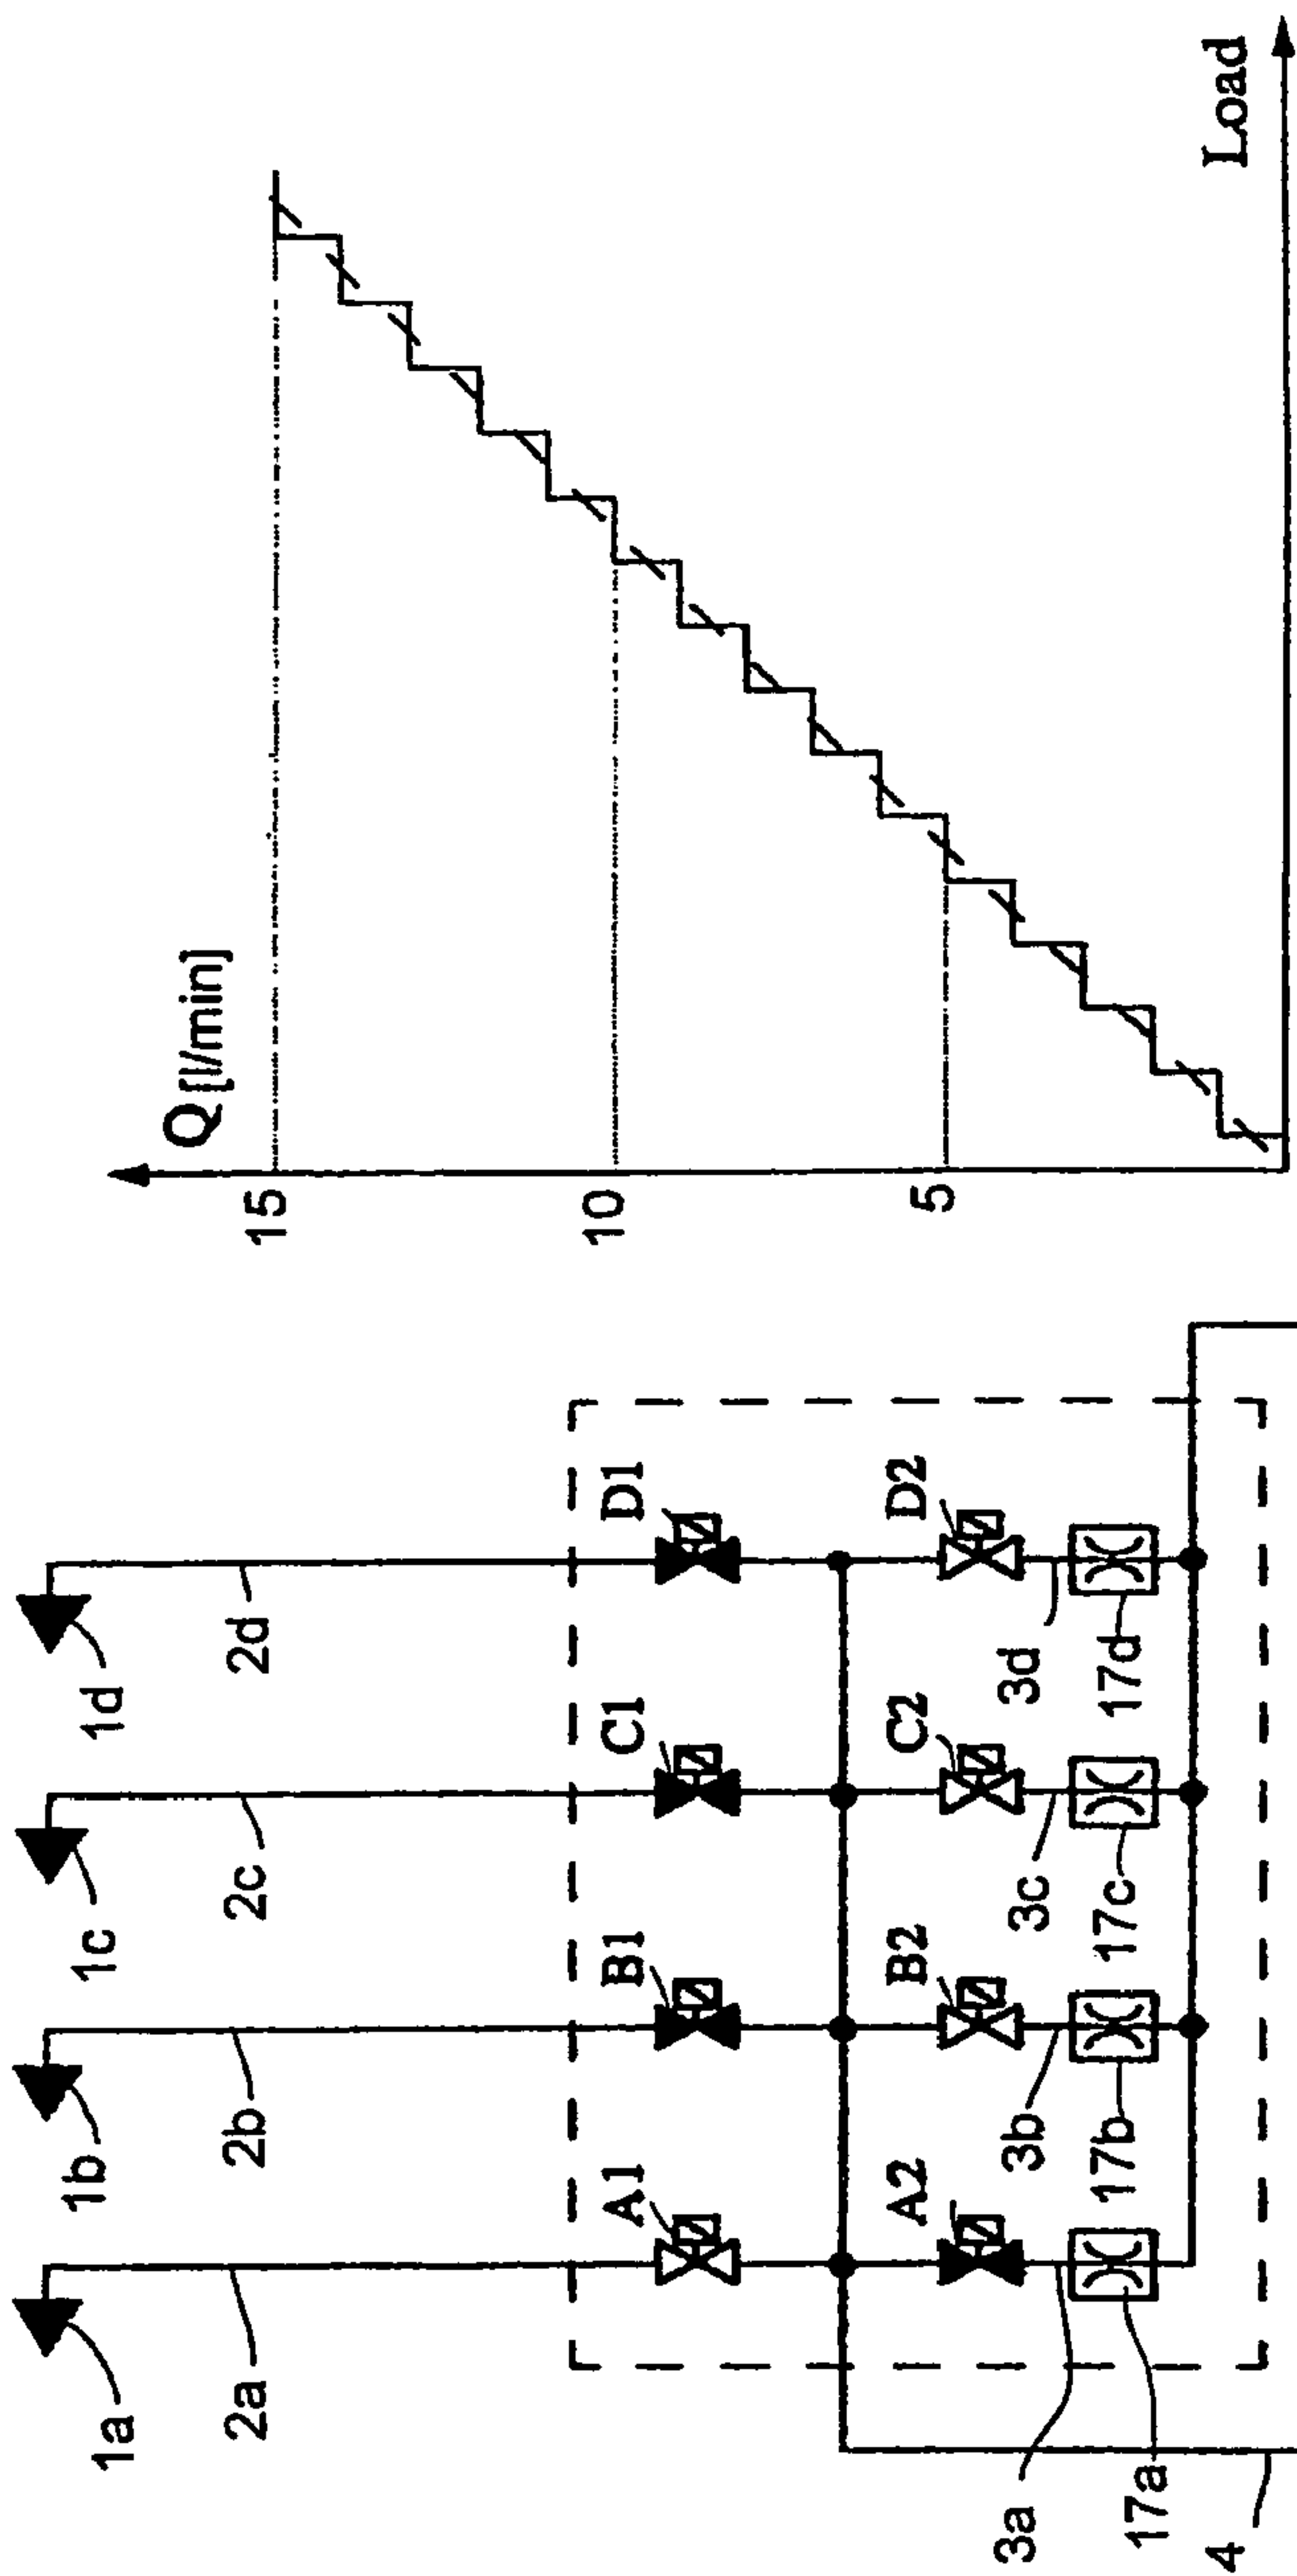 1a
1b
1c
1d
2a
2b
2c
2d
A1
B1
C1
D1
A2
B2
C2
D2
3a
3b
3c
3d
17a
17b
17c
17d
4
Q [l/min]
15
10
5
Load